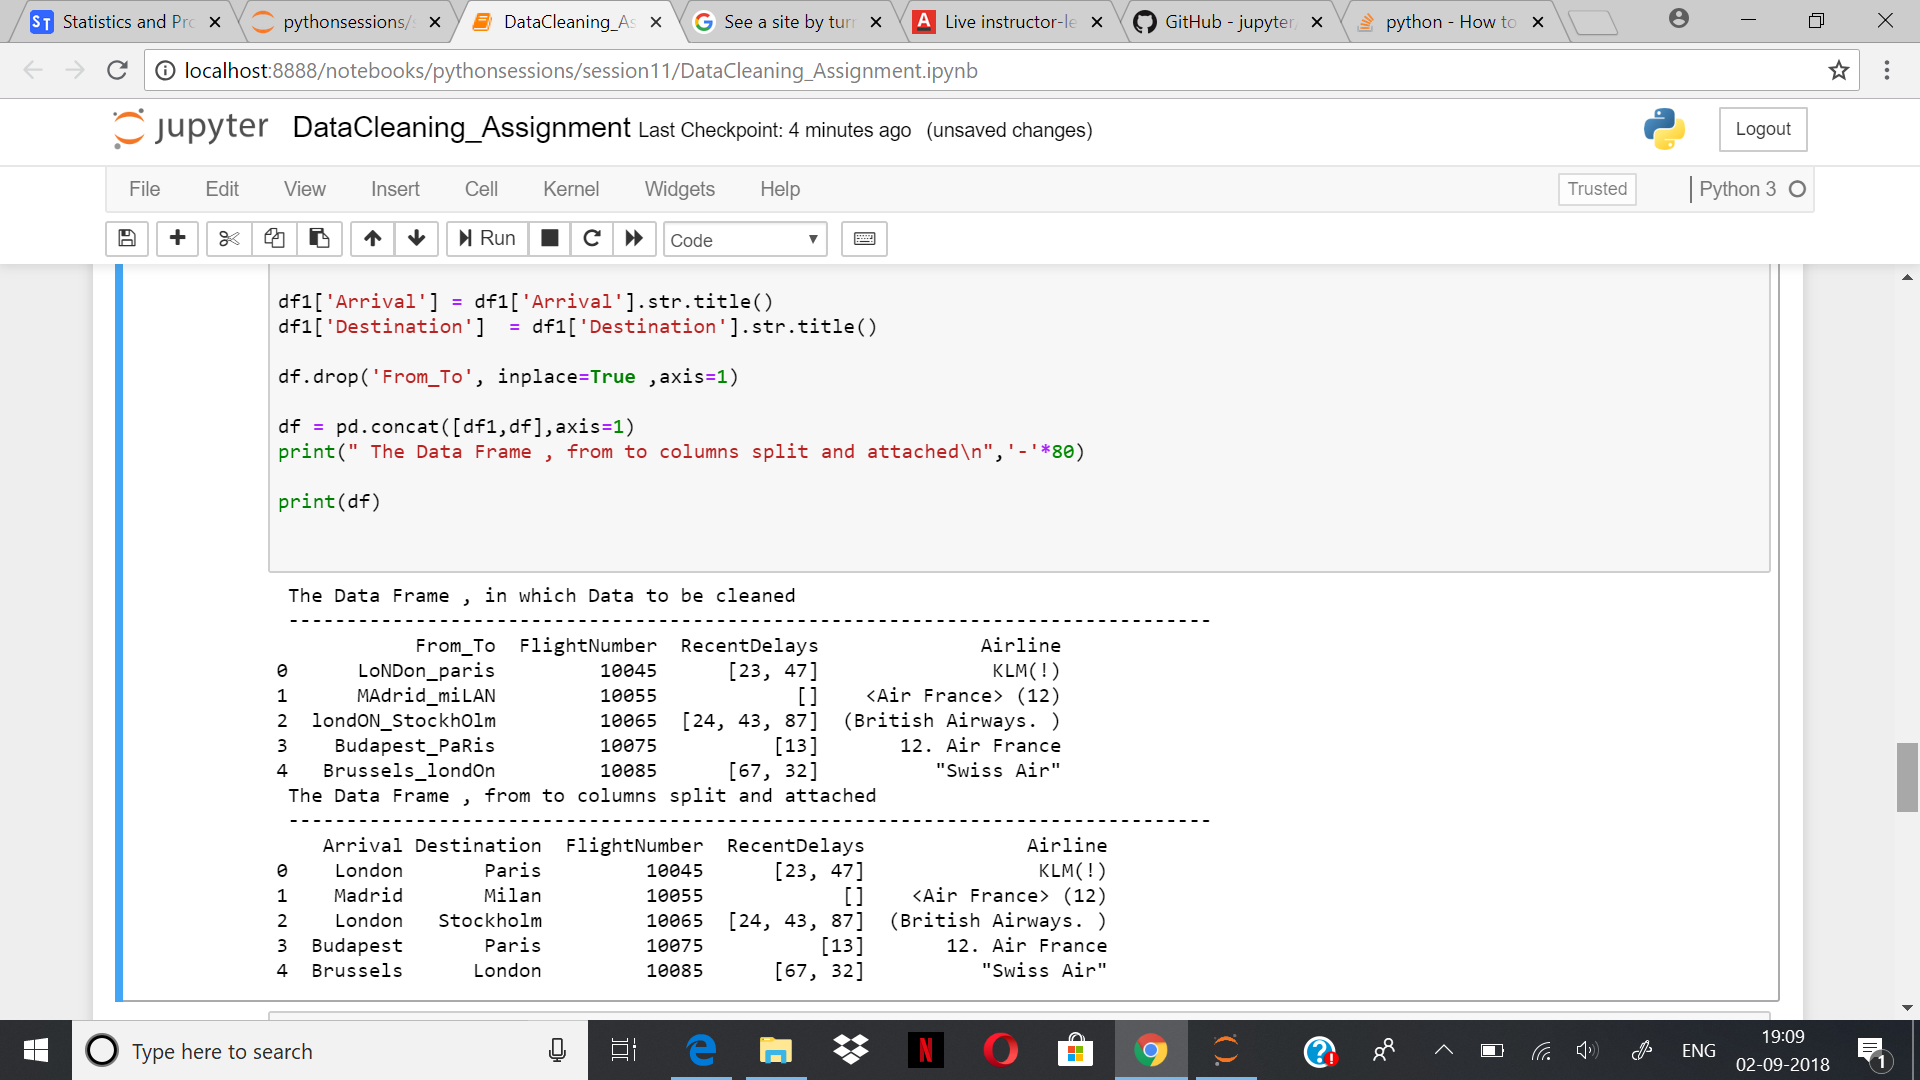 Statistics and Pro
pythonsessions/s
DataCleaning_As
See a site by turn
Live instructor-le
GitHub - jupyter/
python - How to
localhost:8888/notebooks/pythonsessions/session11/DataCleaning_Assignment.ipynb
jupyter DataCleaning_Assignment Last Checkpoint: 4 minutes ago (unsaved changes) Logout
File Edit View Insert Cell Kernel Widgets Help Trusted Python 3
Run Code
df1['Arrival'] = df1['Arrival'].str.title()
df1['Destination']  = df1['Destination'].str.title()
df.drop('From_To', inplace=True ,axis=1)
df = pd.concat([df1,df],axis=1)
print(" The Data Frame , from to columns split and attached\n",'-'*80)
print(df)
The Data Frame , in which Data to be cleaned
--------------------------------------------------------------------------------
From_To FlightNumber RecentDelays Airline
0 LoNDon_paris 10045 [23, 47] KLM(!)
1 MAdrid_miLAN 10055 [] <Air France> (12)
2 londON_StockhOlm 10065 [24, 43, 87] (British Airways. )
3 Budapest_PaRis 10075 [13] 12. Air France
4 Brussels_londOn 10085 [67, 32] "Swiss Air"
The Data Frame , from to columns split and attached
--------------------------------------------------------------------------------
Arrival Destination FlightNumber RecentDelays Airline
0 London Paris 10045 [23, 47] KLM(!)
1 Madrid Milan 10055 [] <Air France> (12)
2 London Stockholm 10065 [24, 43, 87] (British Airways. )
3 Budapest Paris 10075 [13] 12. Air France
4 Brussels London 10085 [67, 32] "Swiss Air"
Type here to search
ENG
19:09
02-09-2018
1